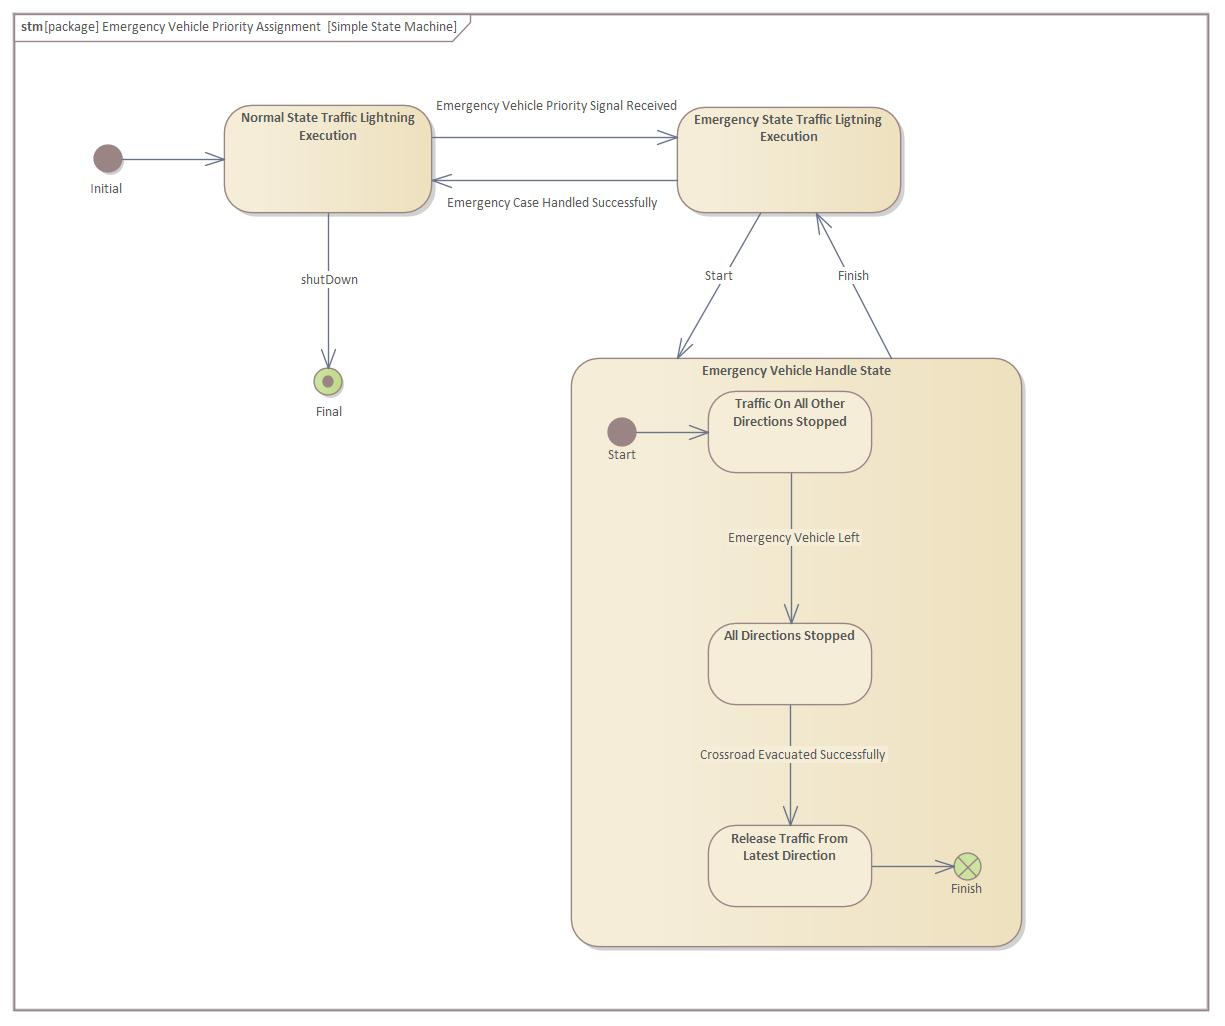 stm[package] Emergency Vehicle Priority Assignment [Simple State Machine]
Emergency Vehicle Priority Signal Received
Normal State Traffic Lightning
Execution
Emergency State Traffic Ligtning
Execution
Initial
Emergency Case Handled Successfully
shutDown
Start
Finish
Final
Emergency Vehicle Handle State
Traffic On All Other
Directions Stopped
Start
Emergency Vehicle Left
All Directions Stopped
Crossroad Evacuated Successfully
Release Traffic From
Latest Direction
Finish